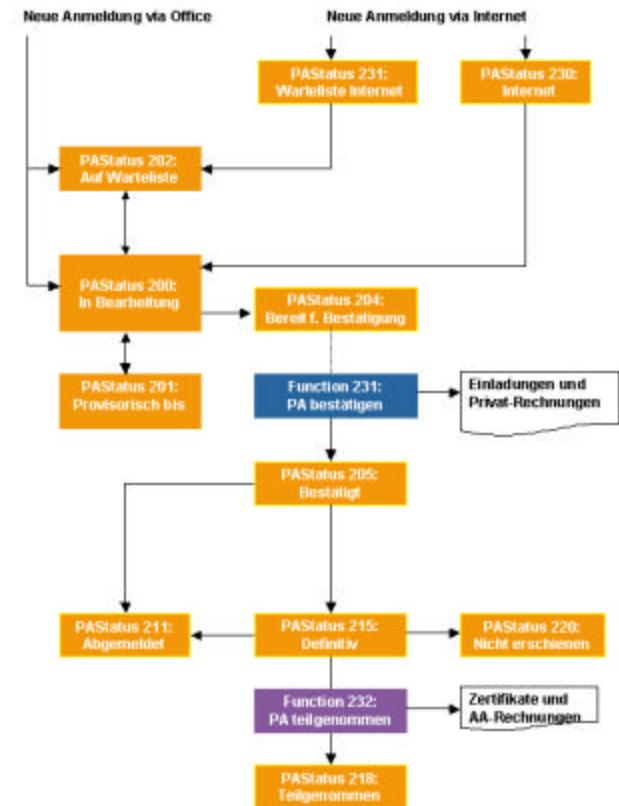 Neue Anmeldung via Office
Neue Anmeldung via Internet
PAStatus 231:
Warteliste Internet
PAStatus 230:
Internet
PAStatus 202:
Auf Warteliste
PAStatus 200:
In Bearbeitung
PAStatus 204:
Bereit f. Bestätigung
PAStatus 201:
Provisorisch bis
Function 231:
PA bestätigen
Einladungen und
Privat-Rechnungen
PAStatus 205:
Bestätigt
PAStatus 211:
Abgemeldet
PAStatus 215:
Definitiv
PAStatus 220:
Nicht erschienen
Function 232:
PA teilgenommen
Zertifikate und
AA-Rechnungen
PAStatus 218:
Teilgenommen